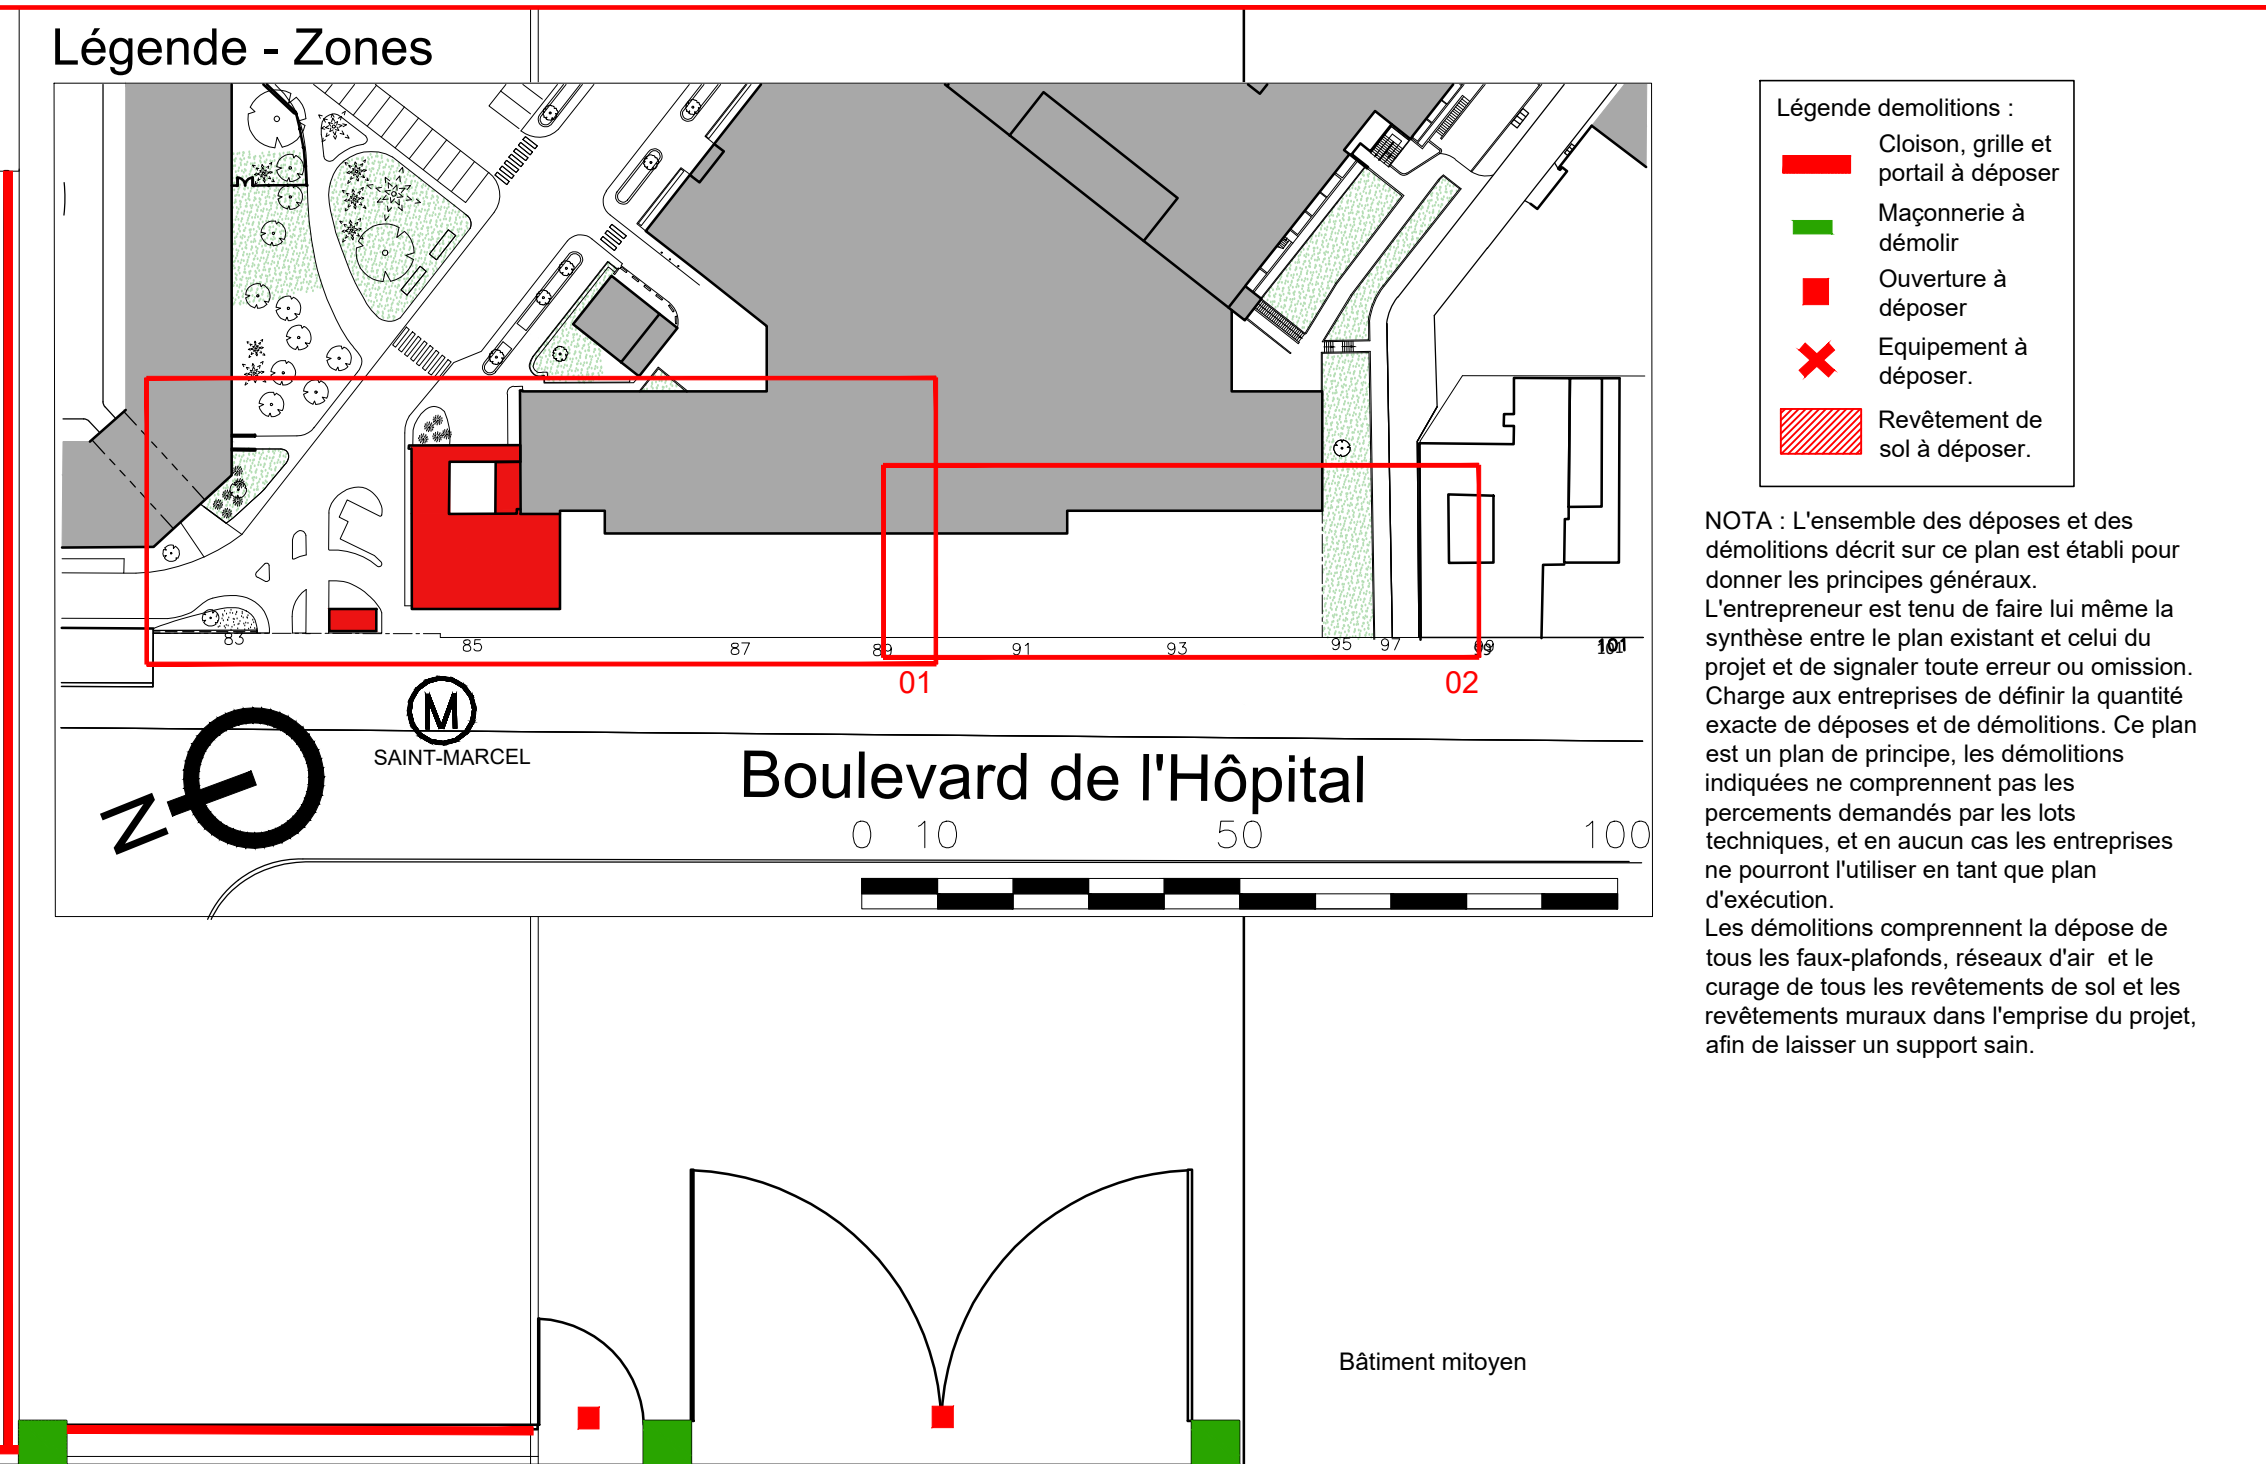 Légende - Zones
83
85
87
89
91
93
95
97
99
101
01
02
M
SAINT-MARCEL
N
Boulevard de l'Hôpital
0 10 50 100
Légende demolitions :
Cloison, grille et
portail à déposer
Maçonnerie à
démolir
Ouverture à
déposer
Equipement à
déposer.
Revêtement de
sol à déposer.
NOTA : L'ensemble des déposes et des
démolitions décrit sur ce plan est établi pour
donner les principes généraux.
L'entrepreneur est tenu de faire lui même la
synthèse entre le plan existant et celui du
projet et de signaler toute erreur ou omission.
Charge aux entreprises de définir la quantité
exacte de déposes et de démolitions. Ce plan
est un plan de principe, les démolitions
indiquées ne comprennent pas les
percements demandés par les lots
techniques, et en aucun cas les entreprises
ne pourront l'utiliser en tant que plan
d'exécution.
Les démolitions comprennent la dépose de
tous les faux-plafonds, réseaux d'air et le
curage de tous les revêtements de sol et les
revêtements muraux dans l'emprise du projet,
afin de laisser un support sain.
Bâtiment mitoyen